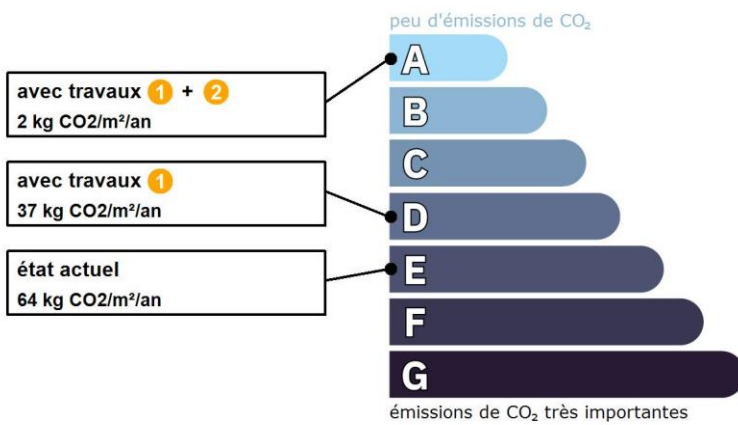 peu d'émissions de CO₂
A
avec travaux 1 + 2
2 kg CO2/m²/an
B
C
avec travaux 1
37 kg CO2/m²/an
D
état actuel
64 kg CO2/m²/an
E
F
G
émissions de CO₂ très importantes